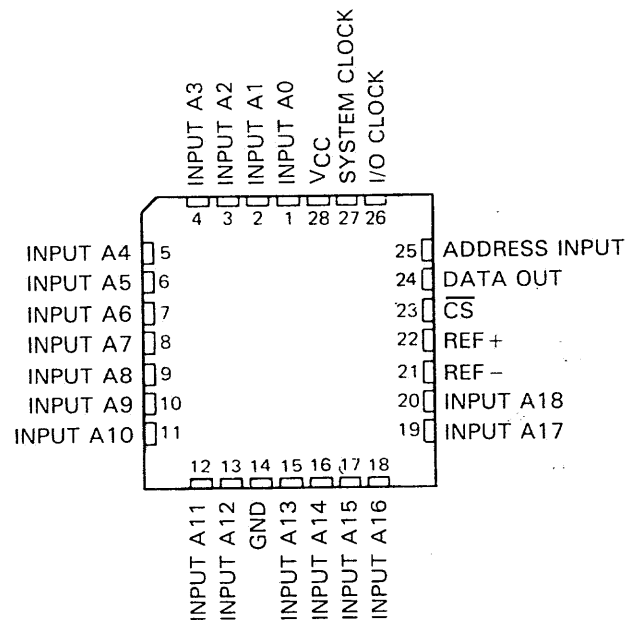 INPUT A3
INPUT A2
INPUT A1
INPUT A0
VCC
SYSTEM CLOCK
I/O CLOCK
4 3 2 1 28 27 26
INPUT A4 5
INPUT A5 6
INPUT A6 7
INPUT A7 8
INPUT A8 9
INPUT A9 10
INPUT A10 11
25 ADDRESS INPUT
24 DATA OUT
23 C̅S̅
22 REF+
21 REF−
20 INPUT A18
19 INPUT A17
12 13 14 15 16 17 18
INPUT A11
INPUT A12
GND
INPUT A13
INPUT A14
INPUT A15
INPUT A16